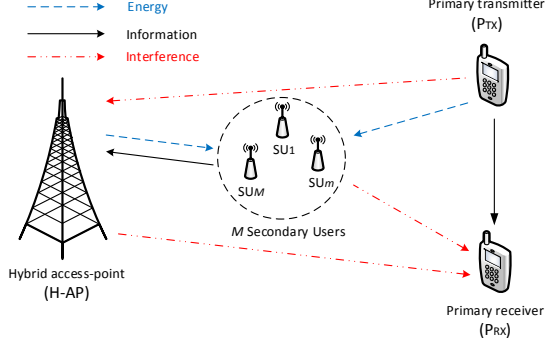 Energy
Information
Interference
Primary transmitter
(PTX)
SU1
SUM
SUm
M Secondary Users
Hybrid access-point
(H-AP)
Primary receiver
(PRX)